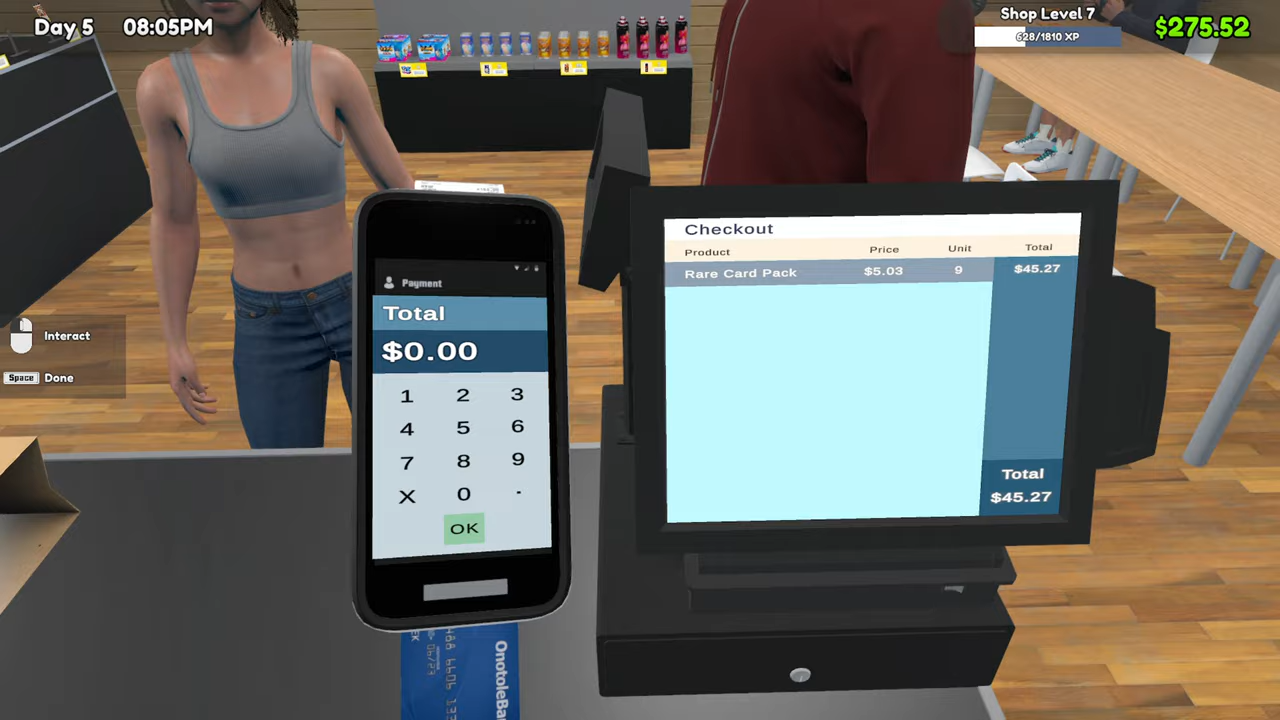 Day 5 08:05PM
Shop Level 7
628/1810 XP
$275.52
Interact
Space Done
Payment
Total
$0.00
1 2 3
4 5 6
7 8 9
X 0 .
OK
Checkout
Product Price Unit Total
Rare Card Pack $5.03 9 $45.27
Total
$45.27
OnotoleBa